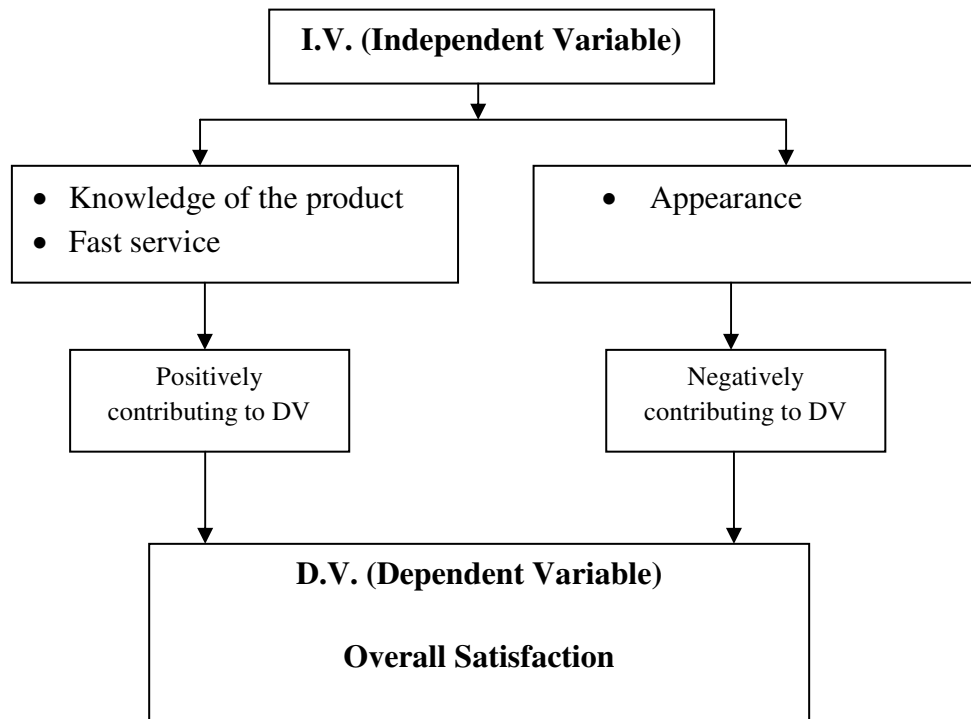 I.V. (Independent Variable)
• Knowledge of the product
• Fast service
• Appearance
Positively
contributing to DV
Negatively
contributing to DV
D.V. (Dependent Variable)
Overall Satisfaction